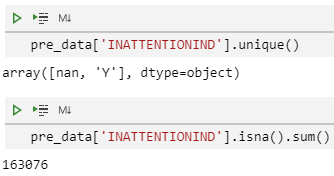 M↓
pre_data['INATTENTIONIND'].unique()
array([nan, 'Y'], dtype=object)
M↓
pre_data['INATTENTIONIND'].isna().sum()
163076